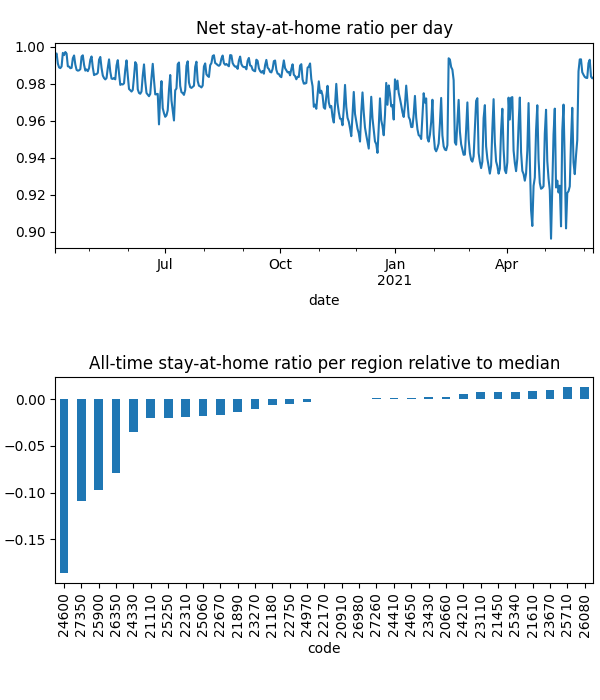 Net stay-at-home ratio per day
1.00
0.98
0.96
0.94
0.92
0.90
Jul Oct Jan Apr
2021
date
All-time stay-at-home ratio per region relative to median
0.00
−0.05
−0.10
−0.15
24600 27350 25900 26350 24330 21110 25250 22310 25060 22670 21890 23270 21180 22750 24970 22170 20910 26980 27260 24410 24650 23430 20660 24210 23110 21450 25340 21610 23670 25710 26080
code